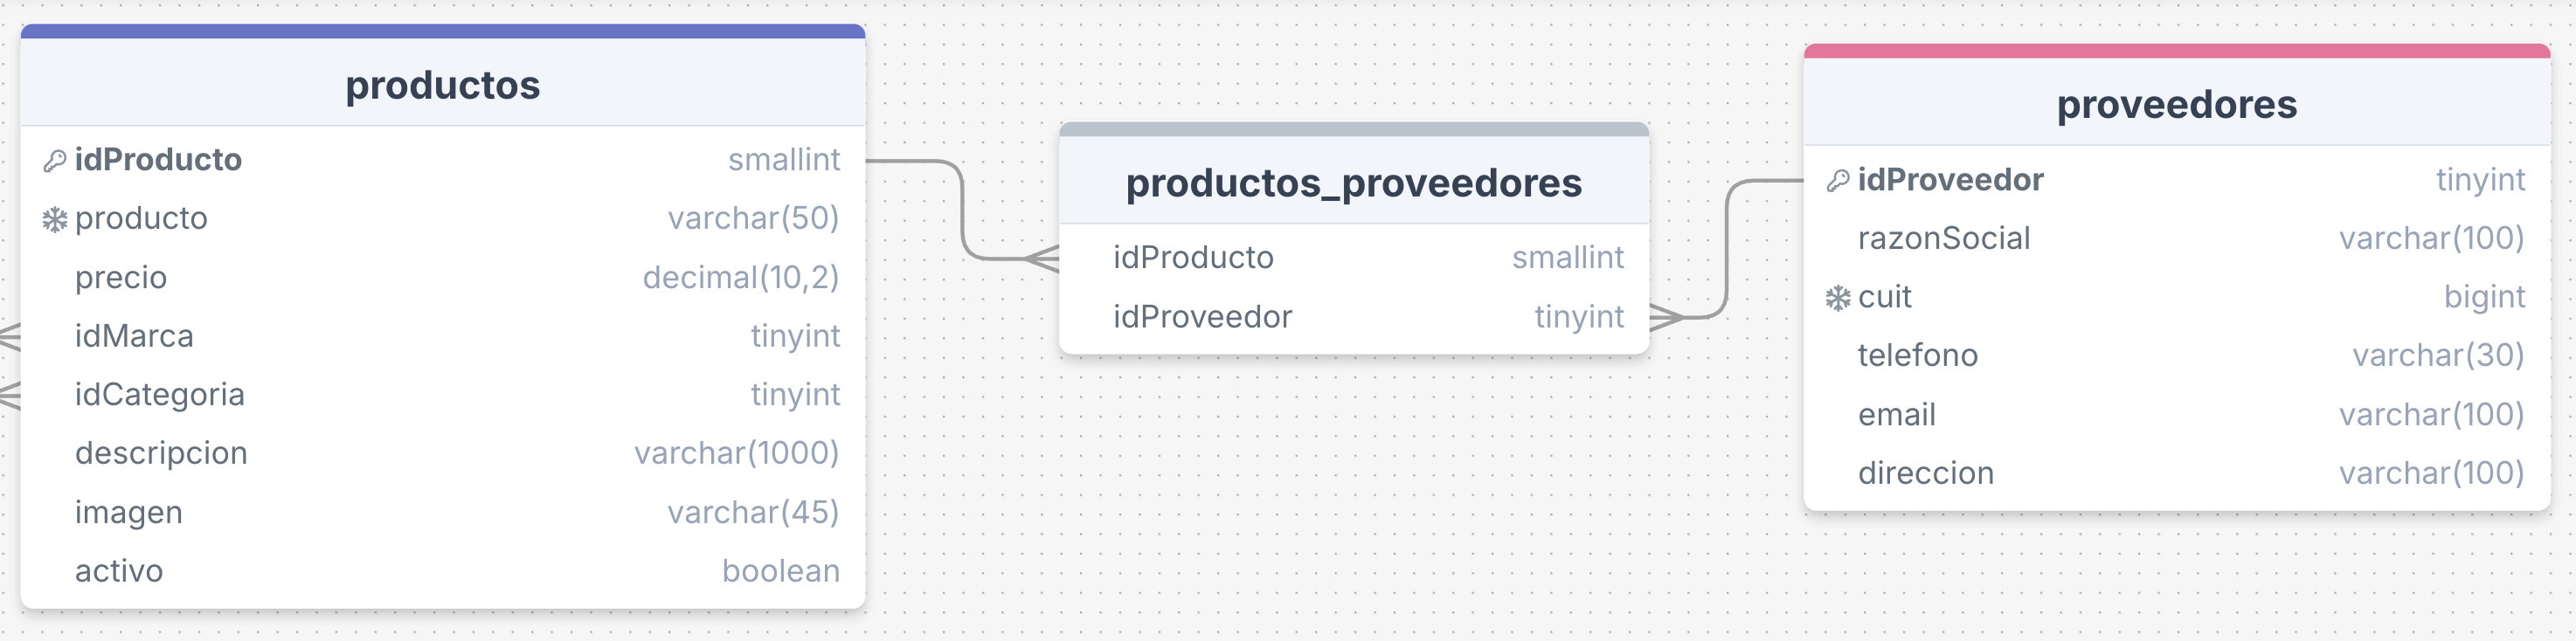 productos
idProducto smallint
producto varchar(50)
precio decimal(10,2)
idMarca tinyint
idCategoria tinyint
descripcion varchar(1000)
imagen varchar(45)
activo boolean
productos_proveedores
idProducto smallint
idProveedor tinyint
proveedores
idProveedor tinyint
razonSocial varchar(100)
cuit bigint
telefono varchar(30)
email varchar(100)
direccion varchar(100)